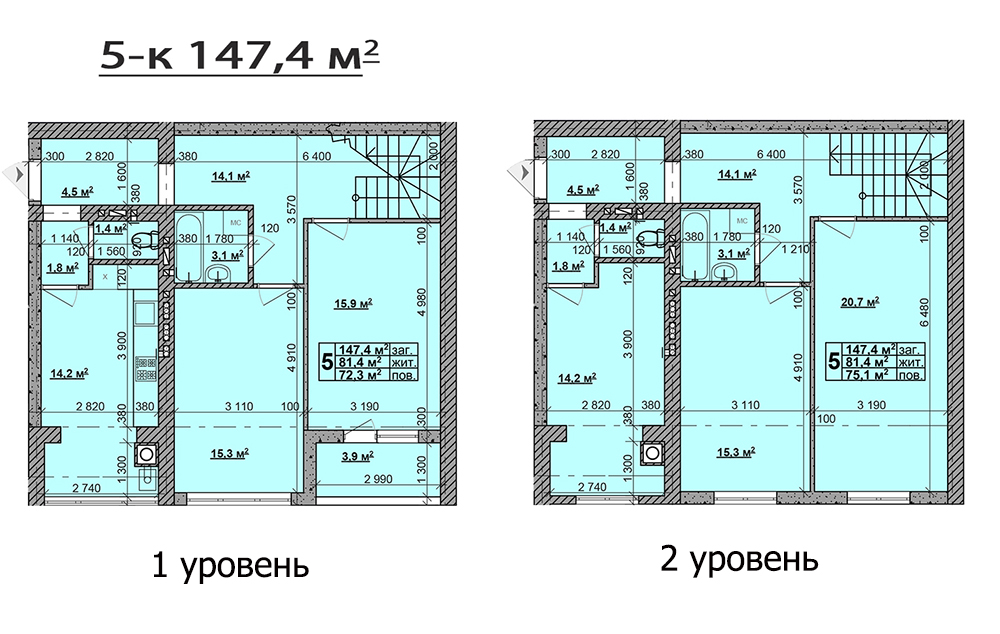 5-к 147,4 м²
300 2 820 380 6 400 2 000
1 600
14,1 м²
4.5 м²
380
3 570
1.4 м²
МС
120
1 140
120
1 560
920
380 1 780
3.1 м²
100
1.8 м²
120
X
100
15.9 м²
4 980
3 900
4 910
5
147.4 м² заг.
81.4 м² жит.
72.3 м² пов.
14.2 м²
2 820 380
3 110 100
3 190
380
300
15.3 м²
3,9 м²
1 300
1 300
2 740
2 990
1 уровень
300 2 820 380 6 400 2 000
1 600
14,1 м²
4.5 м²
380
3 570
1.4 м²
МС
120
1 140
120
1 560
920
380 1 780
1 210
3.1 м²
100
1.8 м²
120
100
20.7 м²
6 480
3 900
4 910
5
147.4 м² заг.
81.4 м² жит.
75,1 м² пов.
14.2 м²
2 820 380
3 110
3 190
100
380
15.3 м²
1 300
2 740
2 уровень